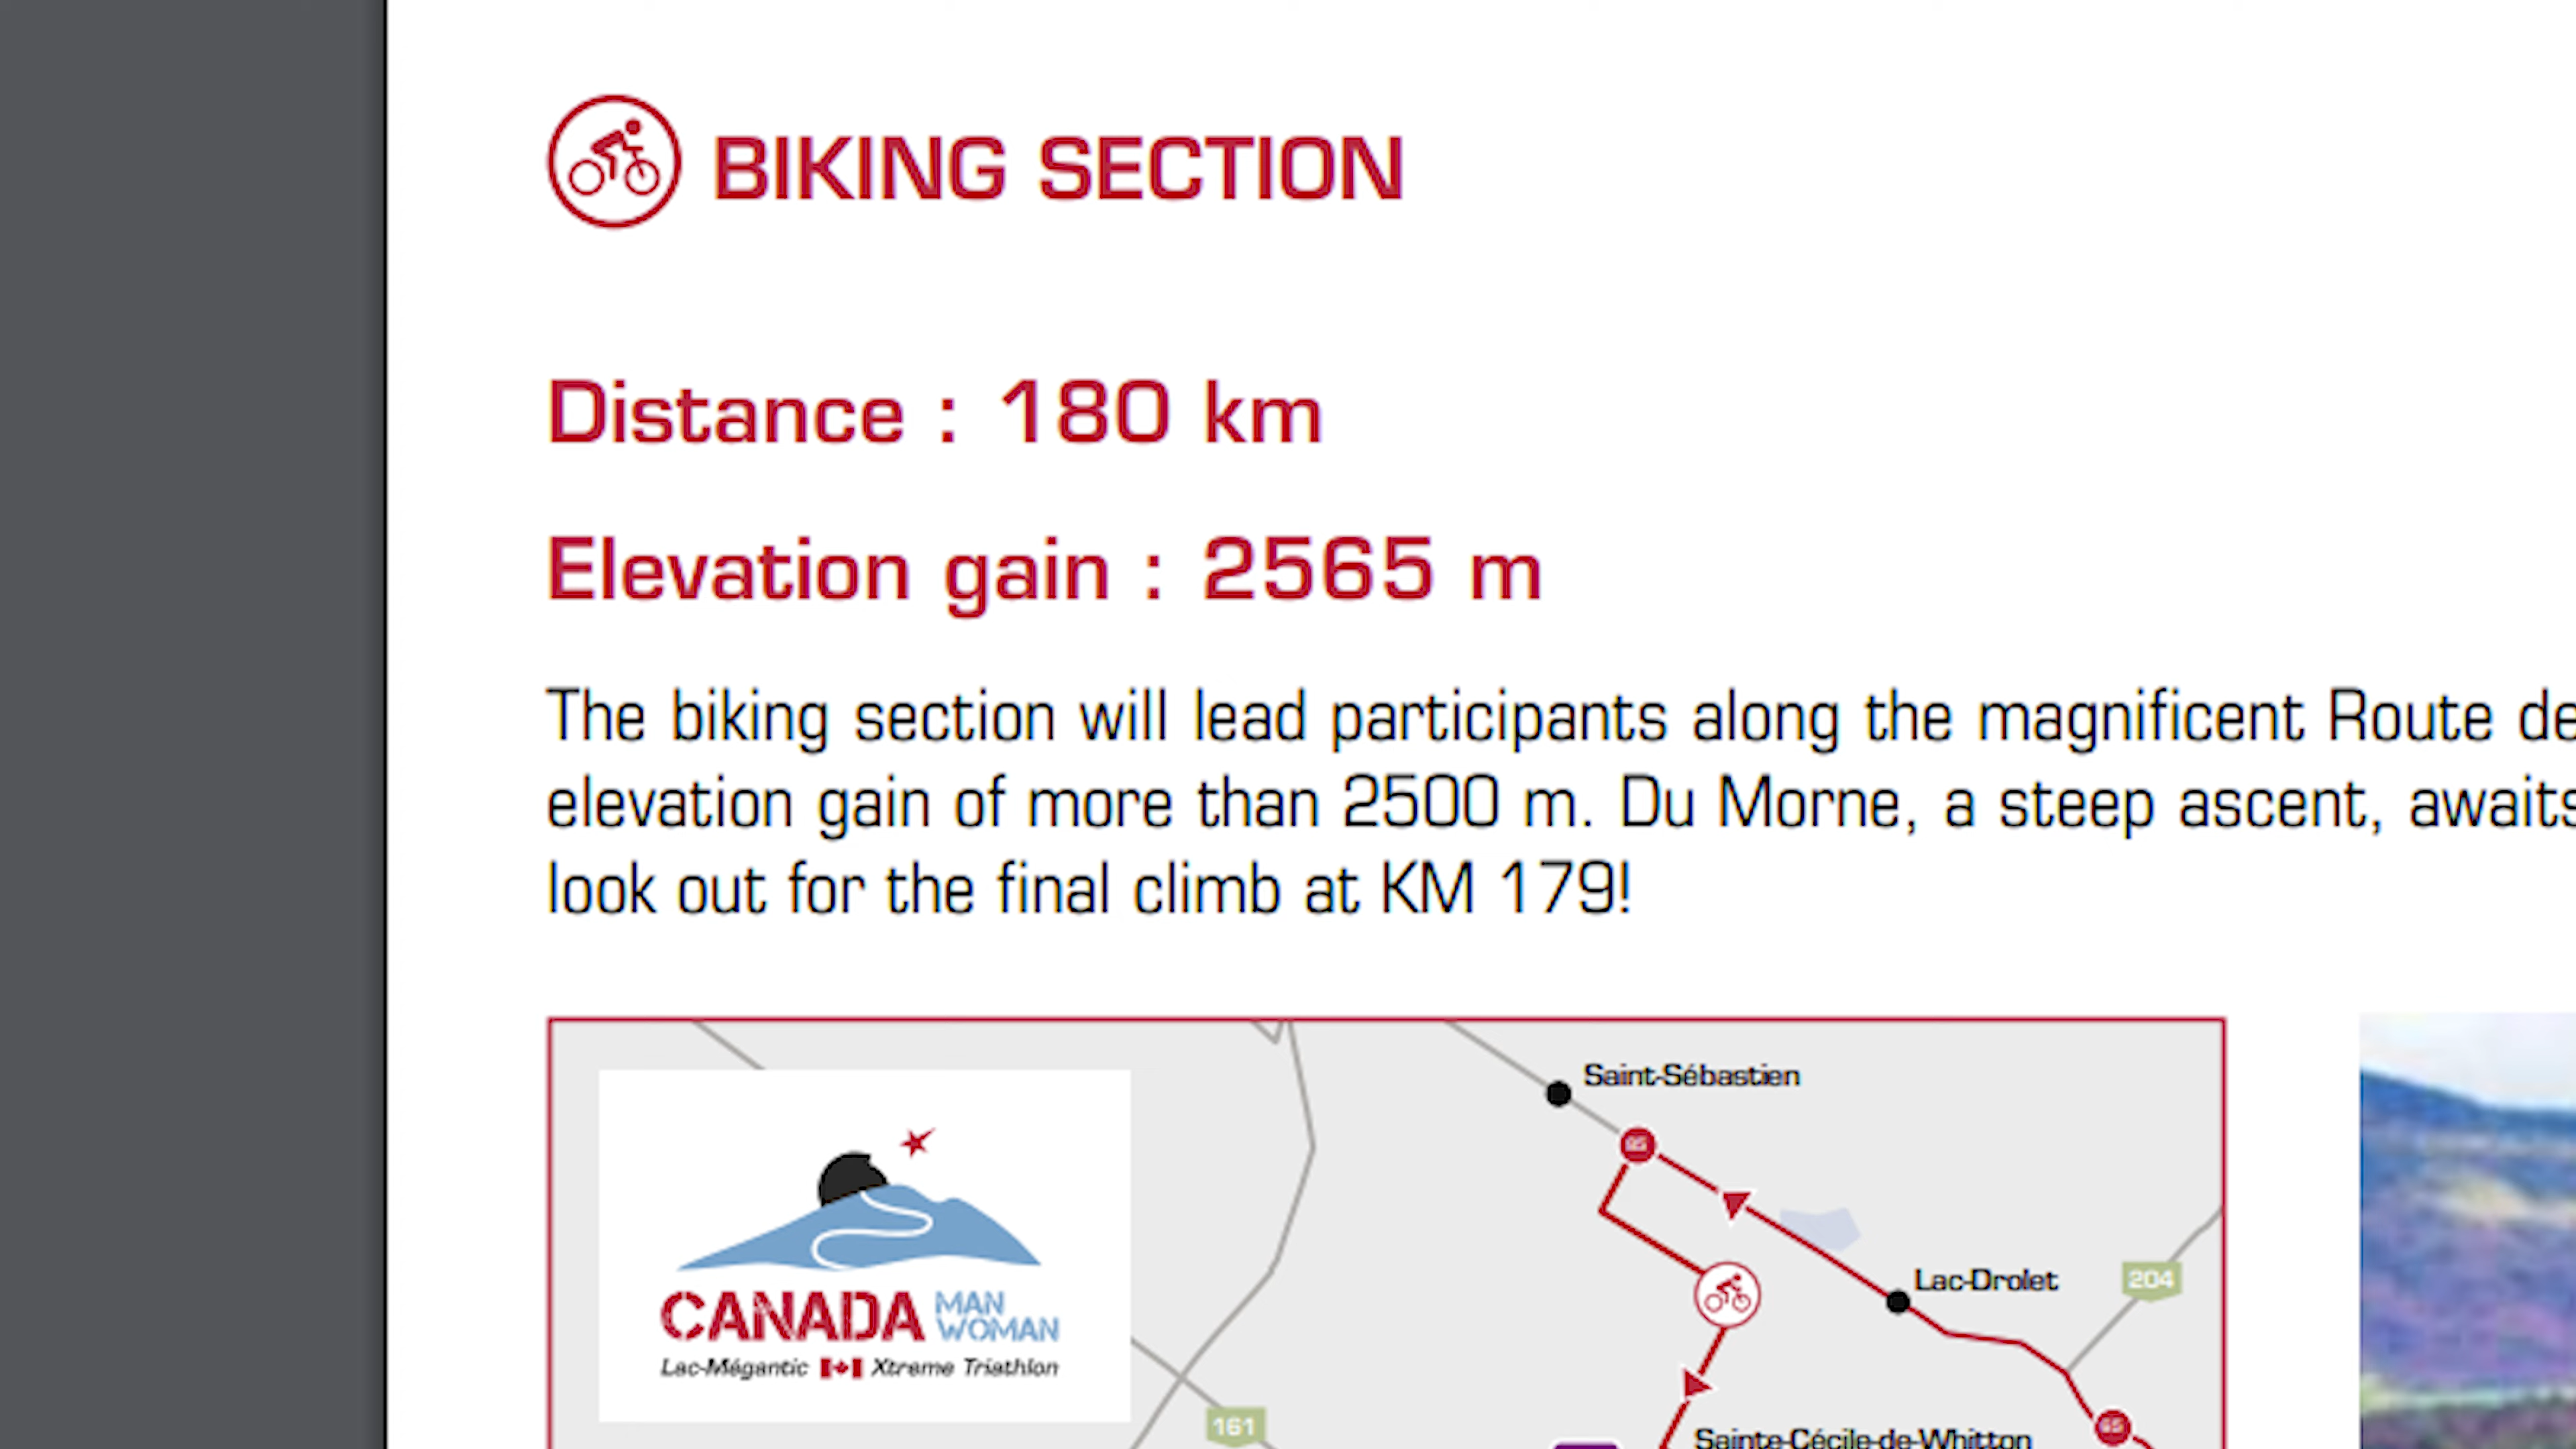 BIKING SECTION
Distance : 180 km
Elevation gain : 2565 m
The biking section will lead participants along the magnificent Route de
elevation gain of more than 2500 m. Du Morne, a steep ascent, awaits
look out for the final climb at KM 179!
Saint-Sébastien
Lac-Drolet
204
CANADA MAN
WOMAN
Lac-Mégantic Xtreme Triathlon
161
Sainte-Cécile-de-Whitton